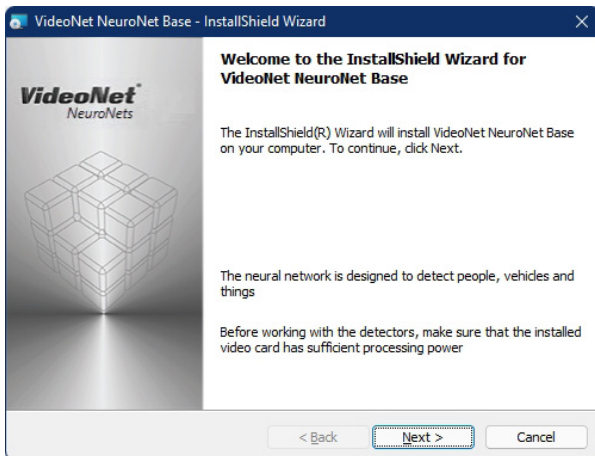 VideoNet NeuroNet Base - InstallShield Wizard
VideoNet
NeuroNets
Welcome to the InstallShield Wizard for
VideoNet NeuroNet Base
The InstallShield(R) Wizard will install VideoNet NeuroNet Base
on your computer. To continue, click Next.
The neural network is designed to detect people, vehicles and
things
Before working with the detectors, make sure that the installed
video card has sufficient processing power
< Back
Next >
Cancel